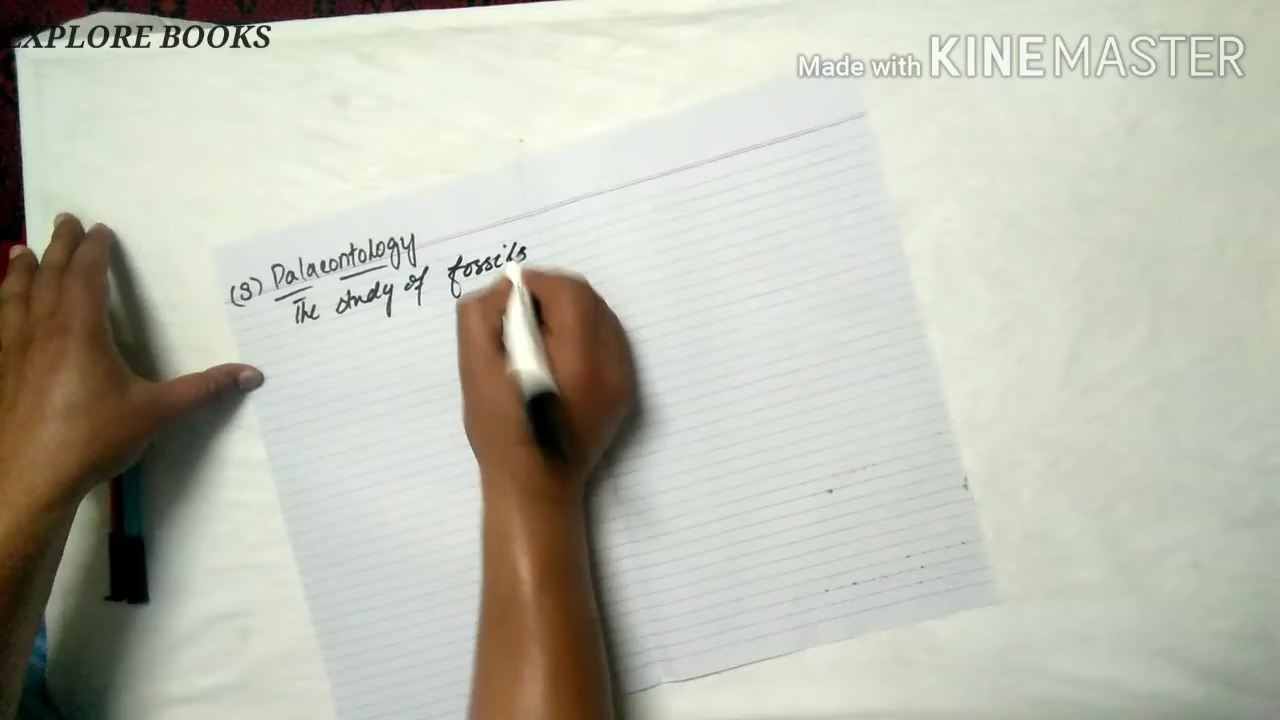 EXPLORE BOOKS
Made with KINEMASTER
(8) Palaeontology
The study of fossils